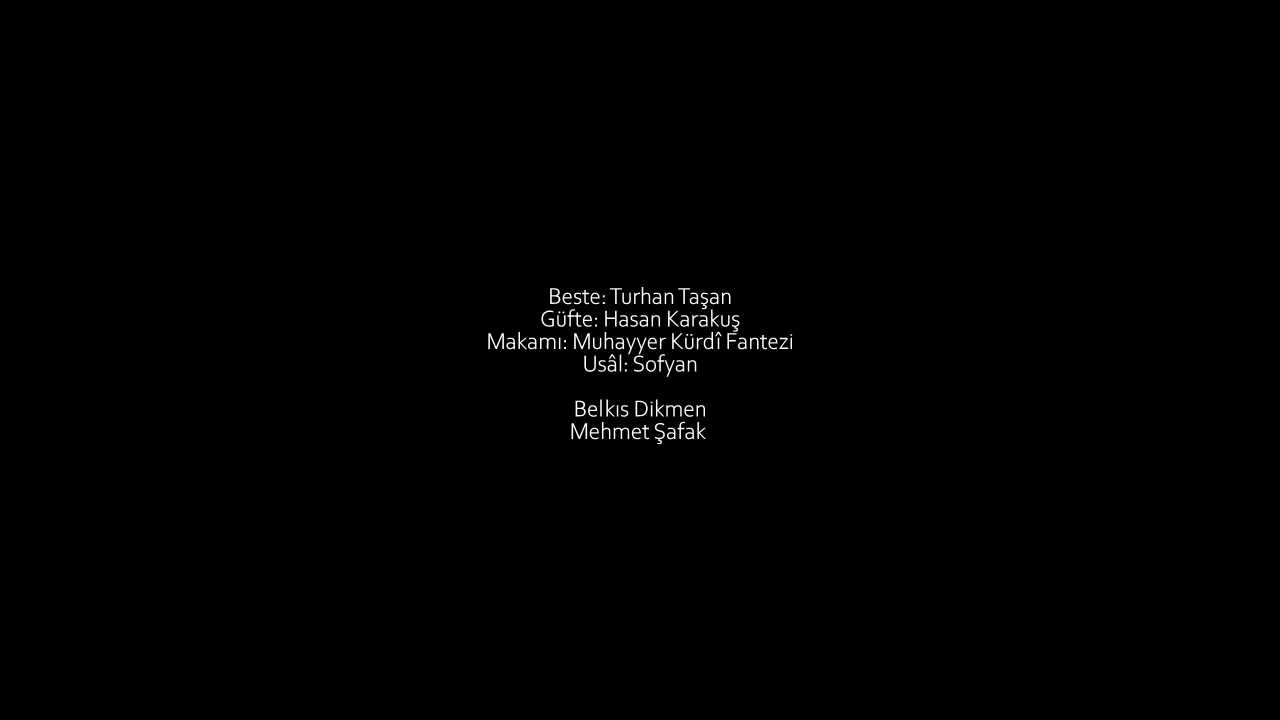 Beste: Turhan Taşan
Güfte: Hasan Karakuş
Makamı: Muhayyer Kürdî Fantezi
Usâl: Sofyan
Belkıs Dikmen
Mehmet Şafak